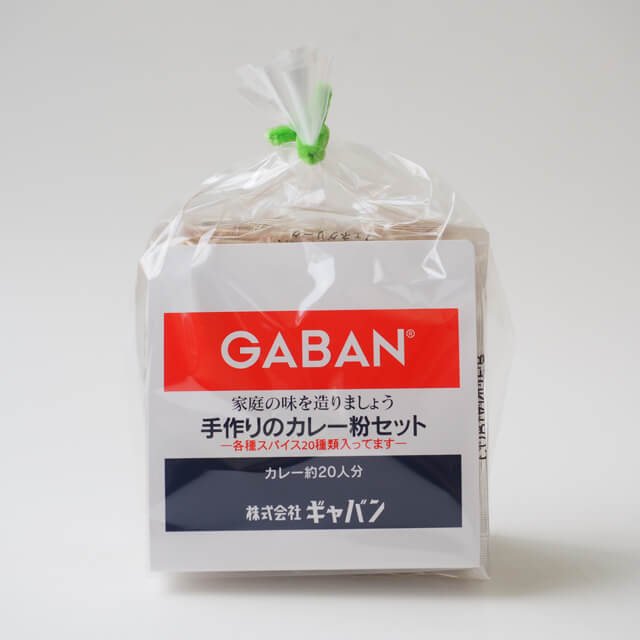 GABAN®
家庭の味を造りましょう
手作りのカレー粉セット
―各種スパイス20種類入ってます―
カレー約20人分
株式会社 ギャバン